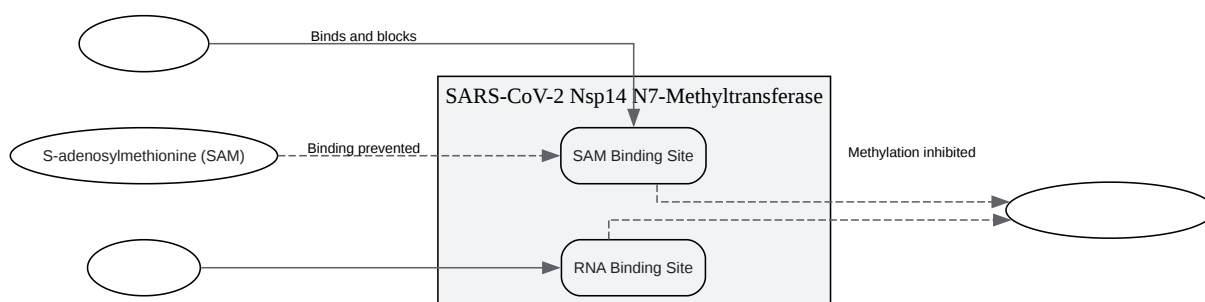 Binds and blocks
SARS-CoV-2 Nsp14 N7-Methyltransferase
S-adenosylmethionine (SAM)
Binding prevented
SAM Binding Site
Methylation inhibited
RNA Binding Site